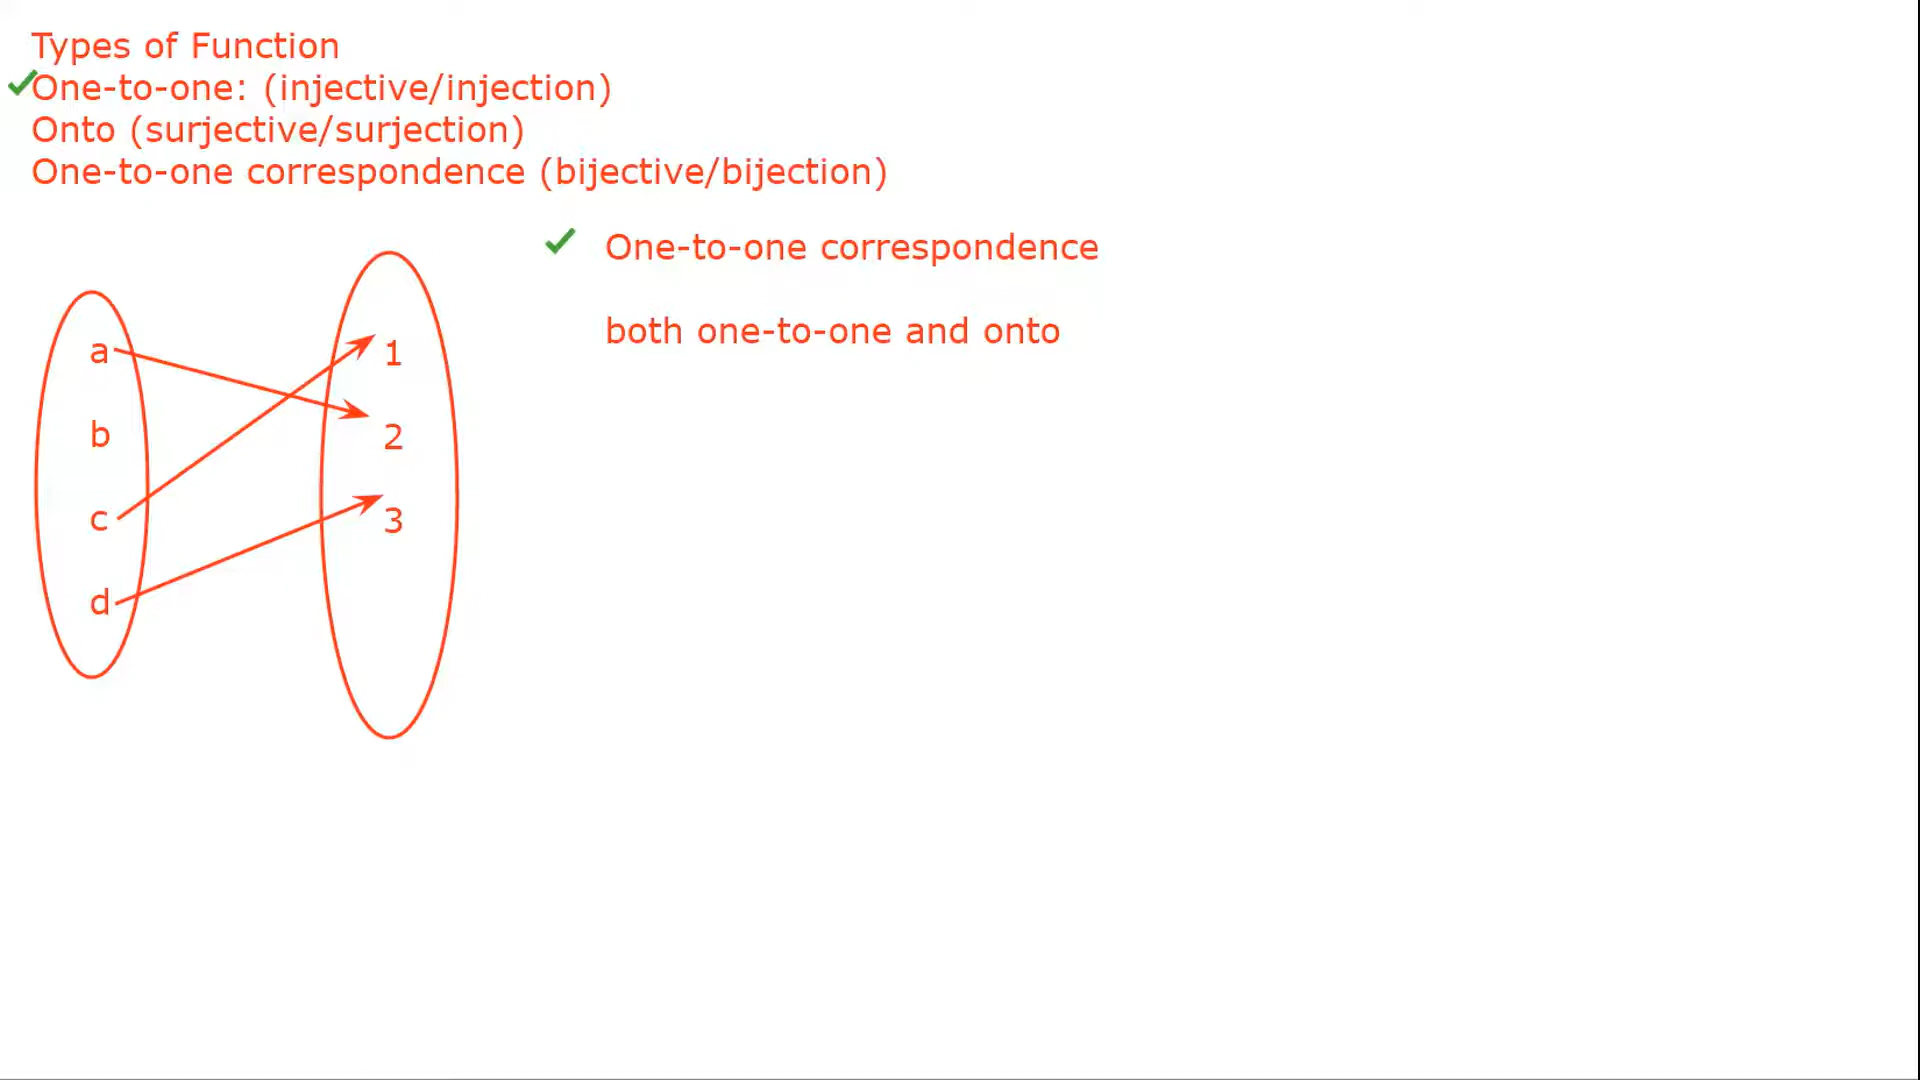 Types of Function
One-to-one: (injective/injection)
Onto (surjective/surjection)
One-to-one correspondence (bijective/bijection)
One-to-one correspondence
both one-to-one and onto
a
b
c
d
1
2
3